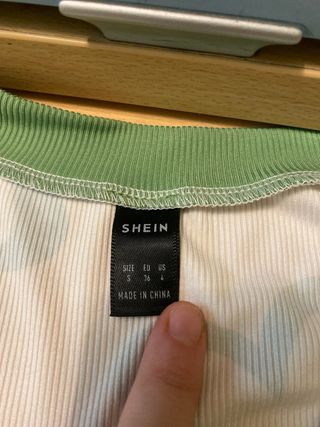 SHEIN
SIZE EU US
S 36 4
MADE IN CHINA